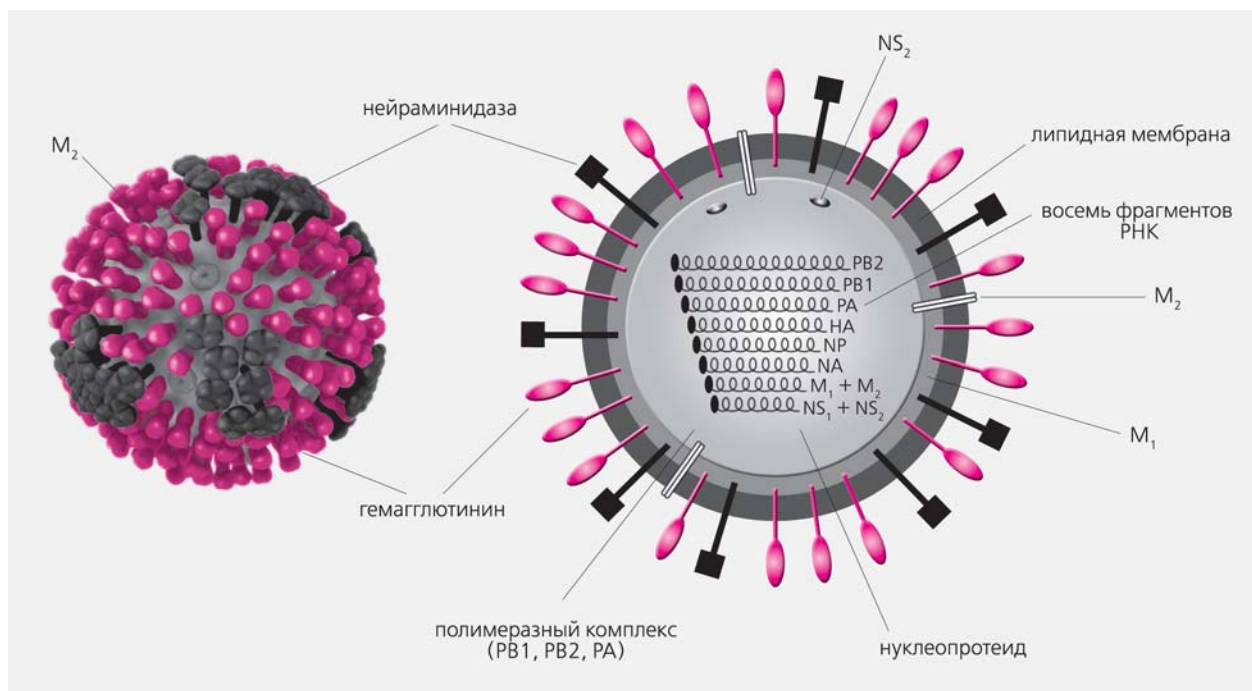 NS₂
нейраминидаза
M₂
липидная мембрана
восемь фрагментов
РНК
PB2
PB1
PA
M₂
HA
NP
NA
M₁ + M₂
NS₁ + NS₂
M₁
гемагглютинин
полимеразный комплекс
(PB1, PB2, PA)
нуклеопротеид